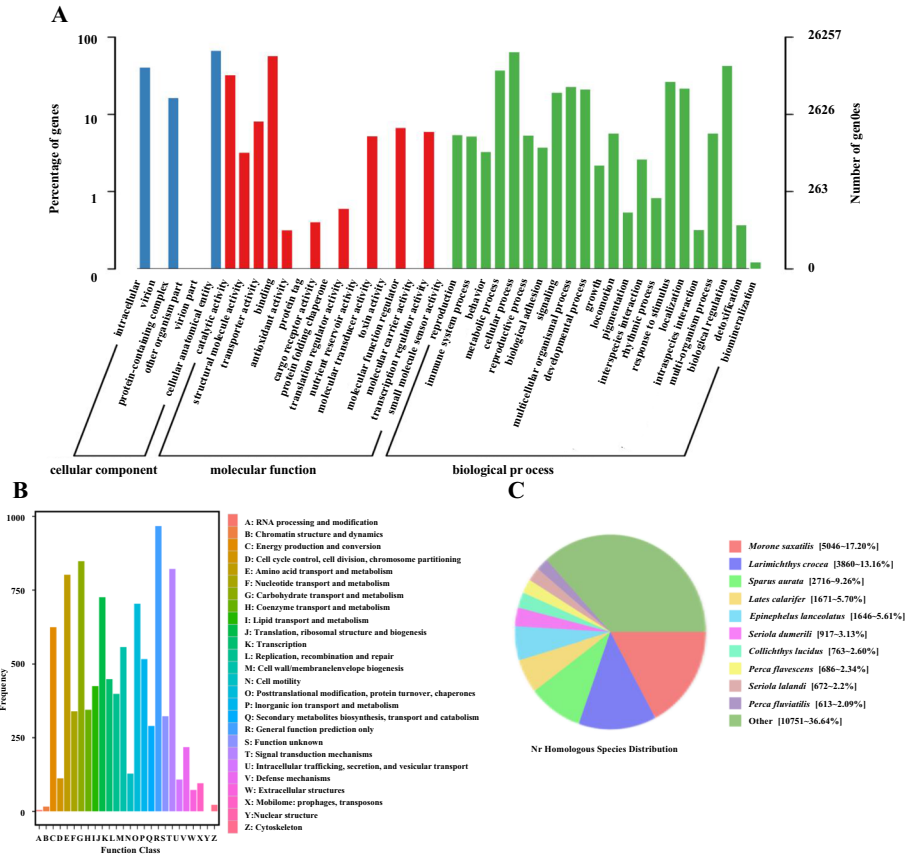 A
100
10
1
0
Percentage of genes
26257
2626
263
0
Number of gen0es
intracellular
virion
protein-containing complex
other organism part
virion part
cellular anatomical entity
catalytic activity
structural molecule activity
transporter activity
binding
antioxidant activity
protein tag
cargo receptor activity
protein folding chaperone
translation regulator activity
nutrient reservoir activity
molecular transducer activity
toxin activity
molecular function regulator
molecular carrier activity
transcription regulator activity
small molecule sensor activity
reproduction
immune system process
behavior
metabolic process
cellular process
reproductive process
biological adhesion
signaling
multicellular organismal process
developmental process
growth
locomotion
pigmentation
interspecies interaction
rhythmic process
response to stimulus
localization
intraspecies interaction
multi-organism process
biological regulation
detoxification
biomineralization
cellular component
molecular function
biological pr ocess
B
1000
750
500
250
0
Frequency
A B C D E F G H I J K L M N O P Q R S T U V W X Y Z
Function Class
A: RNA processing and modification
B: Chromatin structure and dynamics
C: Energy production and conversion
D: Cell cycle control, cell division, chromosome partitioning
E: Amino acid transport and metabolism
F: Nucleotide transport and metabolism
G: Carbohydrate transport and metabolism
H: Coenzyme transport and metabolism
I: Lipid transport and metabolism
J: Translation, ribosomal structure and biogenesis
K: Transcription
L: Replication, recombination and repair
M: Cell wall/membranelenvelope biogenesis
N: Cell motility
O: Posttranslational modification, protein turnover, chaperones
P: Inorganic ion transport and metabolism
Q: Secondary metabolites biosynthesis, transport and catabolism
R: General function prediction only
S: Function unknown
T: Signal transduction mechanisms
U: Intracellular trafficking, secretion, and vesicular transport
V: Defense mechanisms
W: Extracellular structures
X: Mobilome: prophages, transposons
Y:Nuclear structure
Z: Cytoskeleton
C
Morone saxatilis [5046~17.20%]
Larimichthys crocea [3860~13.16%]
Sparus aurata [2716~9.26%]
Lates calarifer [1671~5.70%]
Epinephelus lanceolatus [1646~5.61%]
Seriola dumerili [917~3.13%]
Collichthys lucidus [763~2.60%]
Perca flavescens [686~2.34%]
Seriola lalandi [672~2.2%]
Perca fluviatilis [613~2.09%]
Other [10751~36.64%]
Nr Homologous Species Distribution